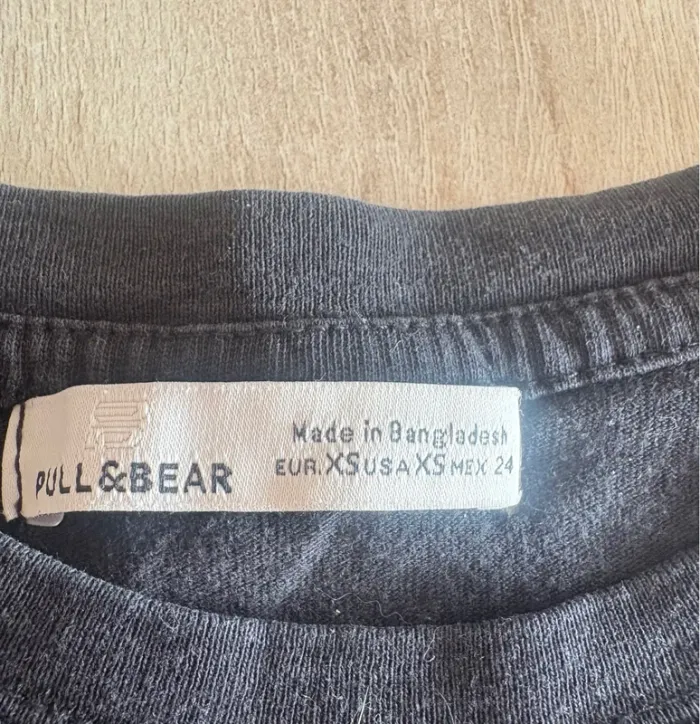 PULL&BEAR
Made in Bangladesh
EUR.XS USA XS MEX 24